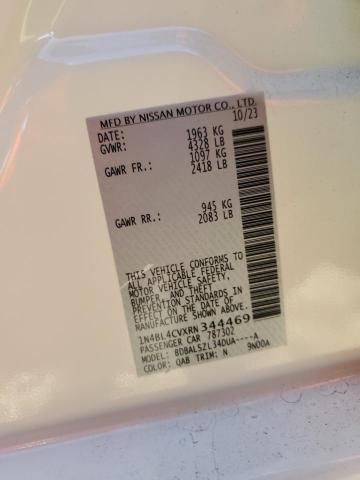 MFD BY NISSAN MOTOR CO., LTD.
DATE: 10/23
GVWR: 1963 KG
4328 LB
GAWR FR.: 1097 KG
2418 LB
GAWR RR.: 945 KG
2083 LB
THIS VEHICLE CONFORMS TO
ALL APPLICABLE FEDERAL
MOTOR VEHICLE SAFETY,
BUMPER, AND THEFT
PREVENTION STANDARDS IN
EFFECT ON THE DATE OF
MANUFACTURE SHOWN ABOVE.
1N4BL4CVXRN344469
PASSENGER CAR 787302
MODEL: BDBALSZL34DUA----A
COLOR: QAB TRIM: N 9N00A